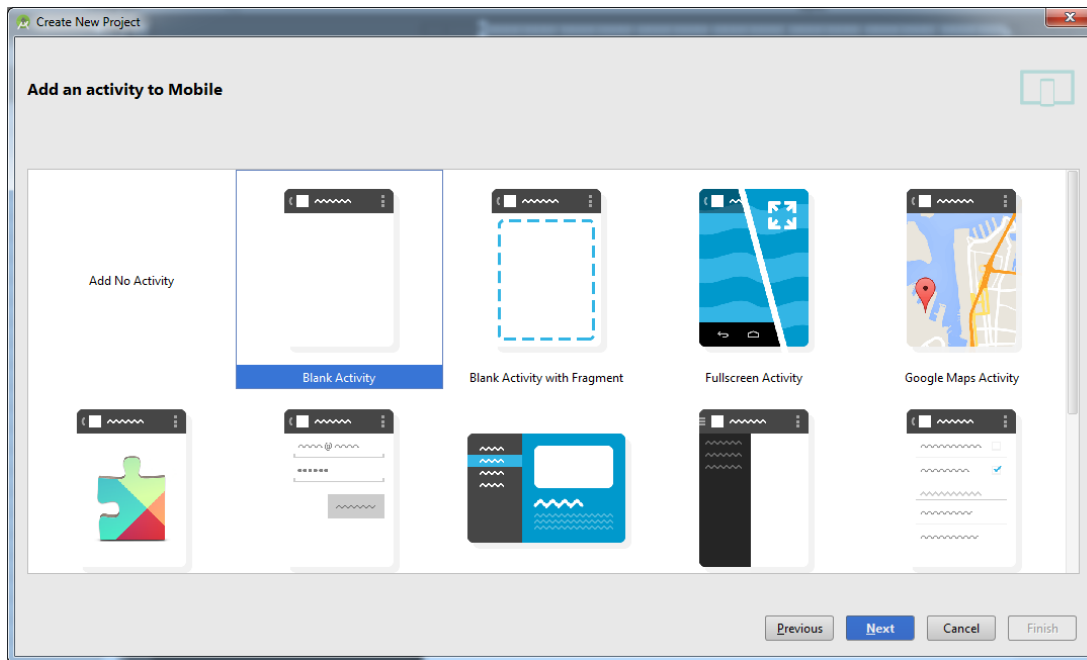 Create New Project
Add an activity to Mobile
Add No Activity
Blank Activity
Blank Activity with Fragment
Fullscreen Activity
Google Maps Activity
Previous
Next
Cancel
Finish